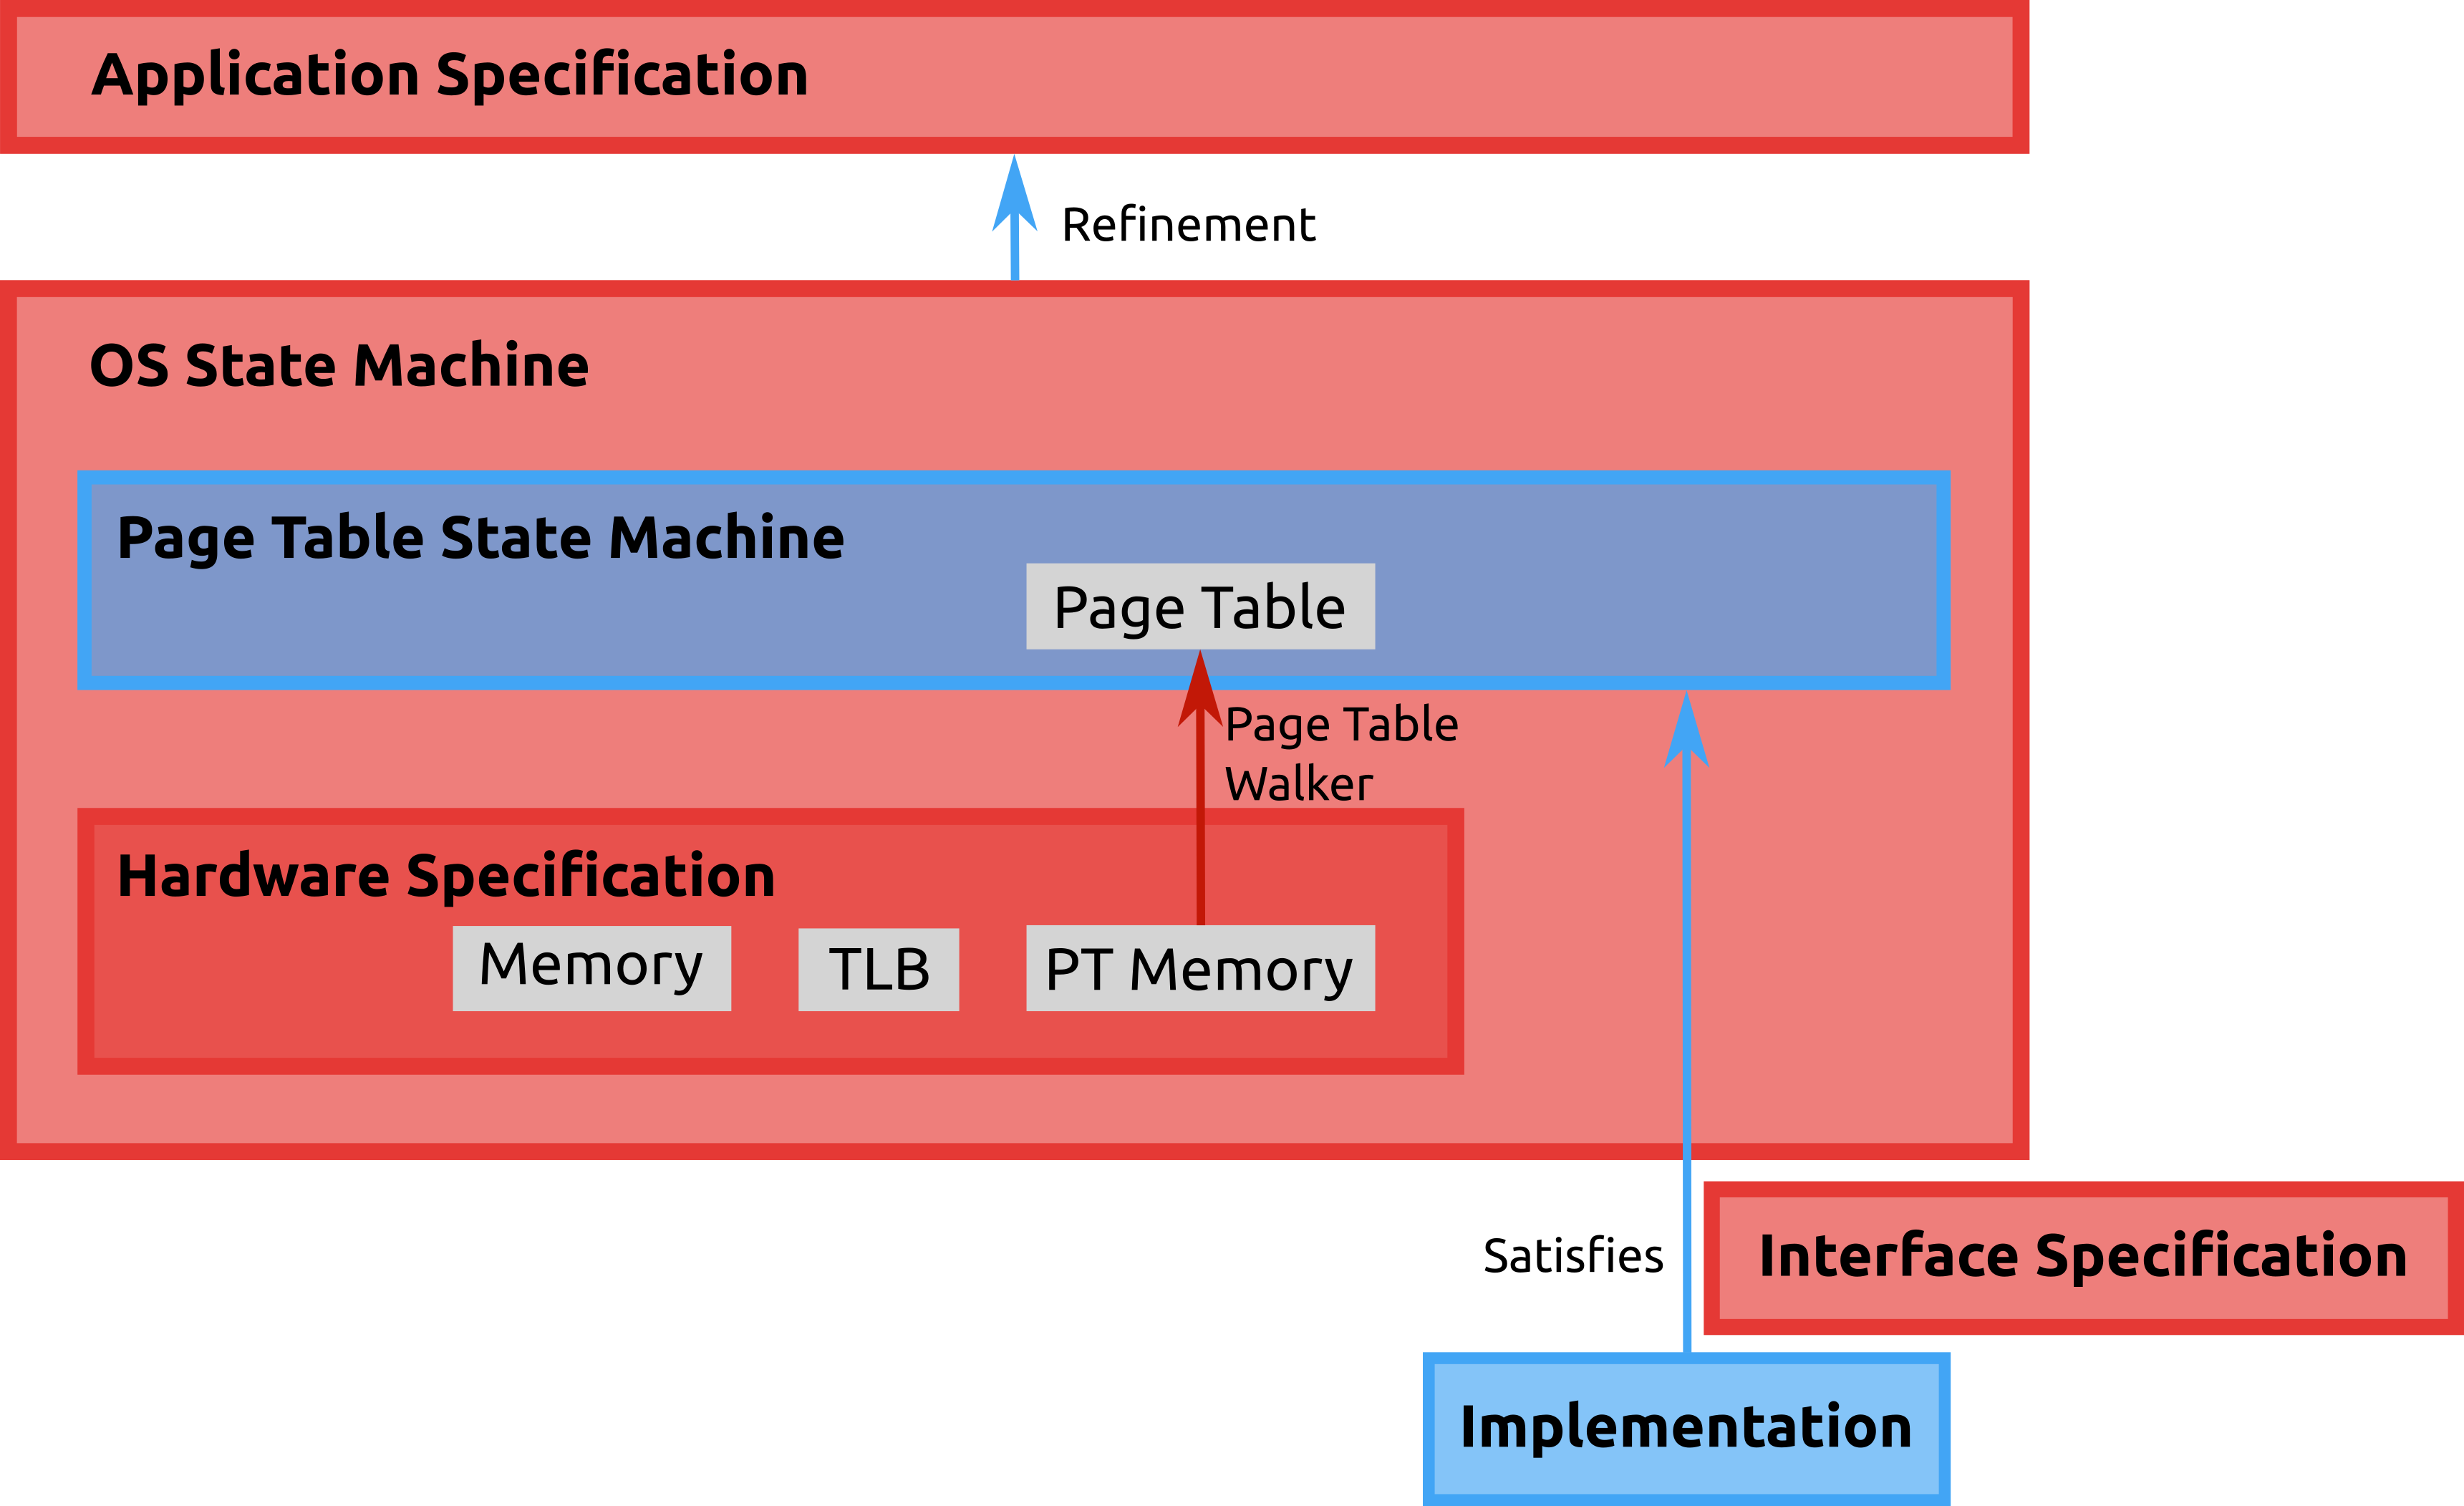 Application Specification
Refinement
OS State Machine
Page Table State Machine
Page Table
Page Table
Walker
Hardware Specification
Memory
TLB
PT Memory
Satisfies
Interface Specification
Implementation